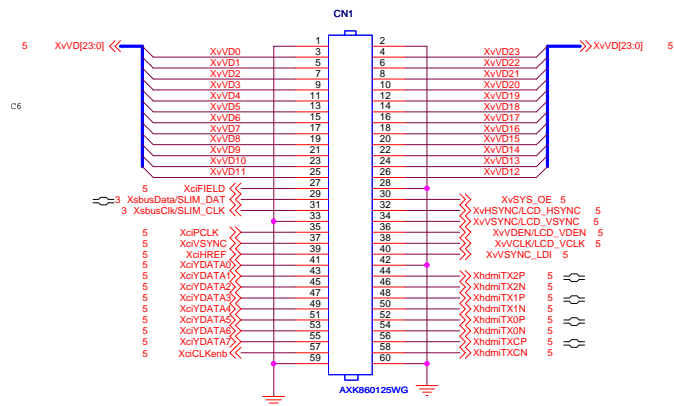 CN1
5 XvVD[23:0] 1 2 XvVD[23:0] 5
XvVD0 3 4 XvVD23
XvVD1 5 6 XvVD22
XvVD2 7 8 XvVD21
XvVD3 9 10 XvVD20
XvVD4 11 12 XvVD19
C6 XvVD5 13 14 XvVD18
XvVD6 15 16 XvVD17
XvVD7 17 18 XvVD16
XvVD8 19 20 XvVD15
XvVD9 21 22 XvVD14
XvVD10 23 24 XvVD13
XvVD11 25 26 XvVD12
5 XciFIELD 27 28
3 XsbusData/SLIM_DAT 29 30 XvSYS_OE 5
3 XsbusClk/SLIM_CLK 31 32 XvHSYNC/LCD_HSYNC 5
33 34 XvVSYNC/LCD_VSYNC 5
5 XciPCLK 35 36 XvVDEN/LCD_VDEN 5
5 XciVSYNC 37 38 XvVCLK/LCD_VCLK 5
5 XciHREF 39 40 XvVSYNC_LDI 5
5 XciYDATA0 41 42
5 XciYDATA1 43 44 XhdmiTX2P 5
5 XciYDATA2 45 46 XhdmiTX2N 5
5 XciYDATA3 47 48 XhdmiTX1P 5
5 XciYDATA4 49 50 XhdmiTX1N 5
5 XciYDATA5 51 52 XhdmiTX0P 5
5 XciYDATA6 53 54 XhdmiTX0N 5
5 XciYDATA7 55 56 XhdmiTXCP 5
5 XciCLKenb 57 58 XhdmiTXCN 5
59 60
AXK860125WG